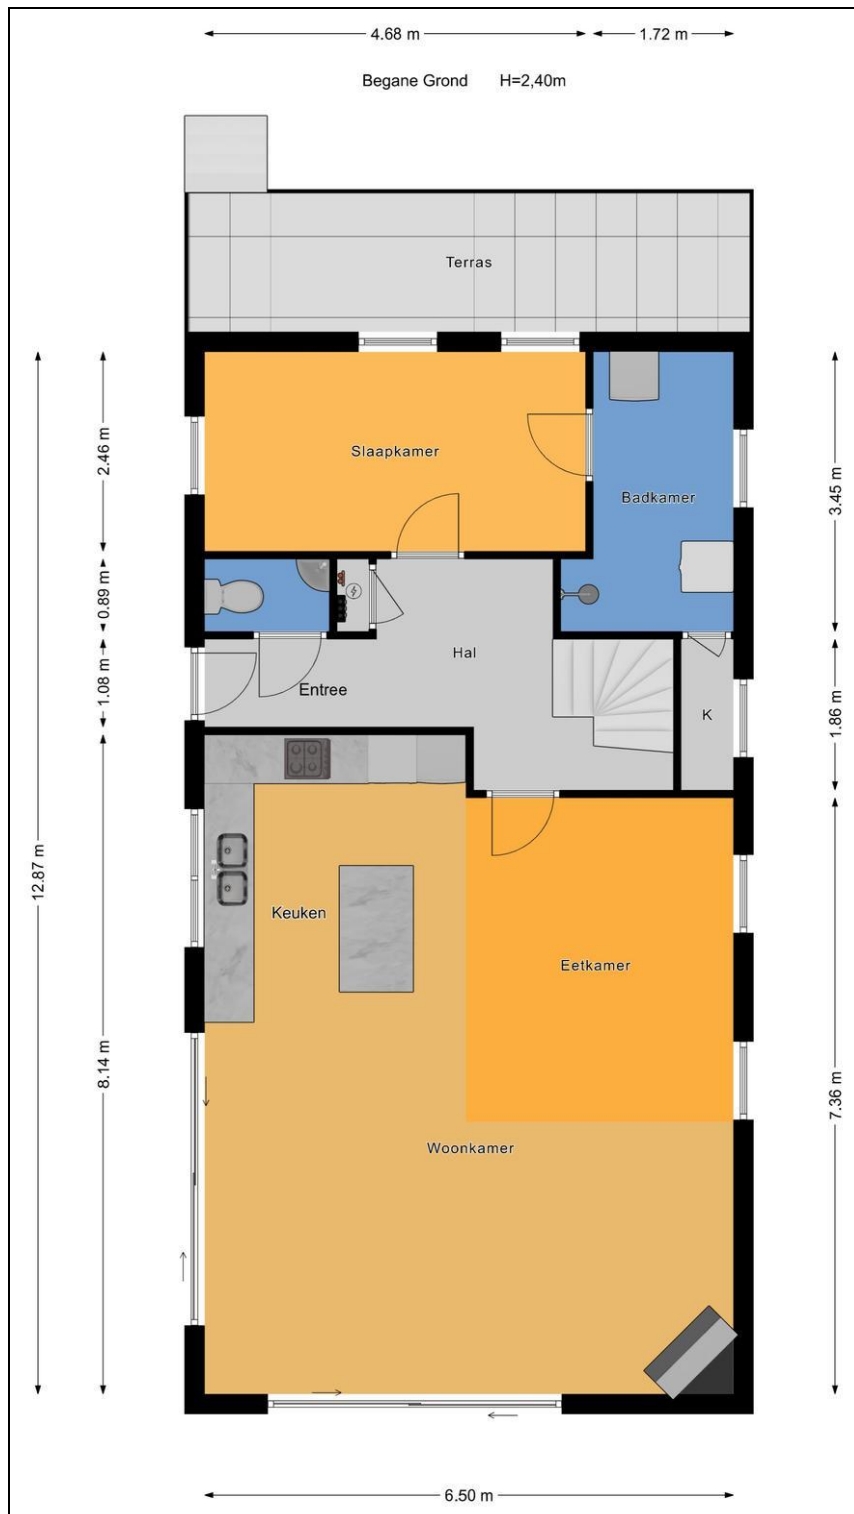 4.68 m
1.72 m
Begane Grond H=2,40m
Terras
2.46 m
Slaapkamer
3.45 m
Badkamer
0.89 m
1.08 m
Hal
Entree
1.86 m
K
12.87 m
Keuken
Eetkamer
8.14 m
7.36 m
Woonkamer
6.50 m